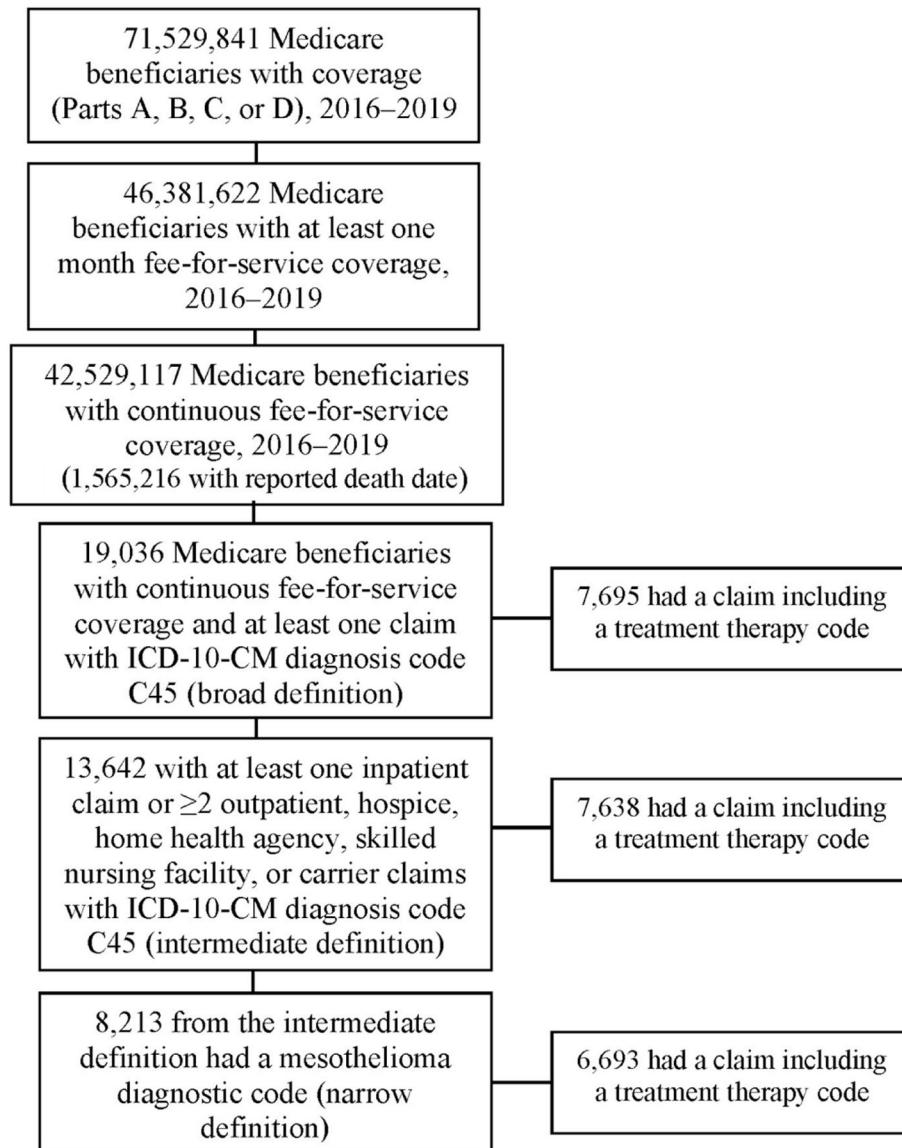 71,529,841 Medicare
beneficiaries with coverage
(Parts A, B, C, or D), 2016–2019
46,381,622 Medicare
beneficiaries with at least one
month fee-for-service coverage,
2016–2019
42,529,117 Medicare beneficiaries
with continuous fee-for-service
coverage, 2016–2019
(1,565,216 with reported death date)
19,036 Medicare beneficiaries
with continuous fee-for-service
coverage and at least one claim
with ICD-10-CM diagnosis code
C45 (broad definition)
7,695 had a claim including
a treatment therapy code
13,642 with at least one inpatient
claim or ≥2 outpatient, hospice,
home health agency, skilled
nursing facility, or carrier claims
with ICD-10-CM diagnosis code
C45 (intermediate definition)
7,638 had a claim including
a treatment therapy code
8,213 from the intermediate
definition had a mesothelioma
diagnostic code (narrow
definition)
6,693 had a claim including
a treatment therapy code